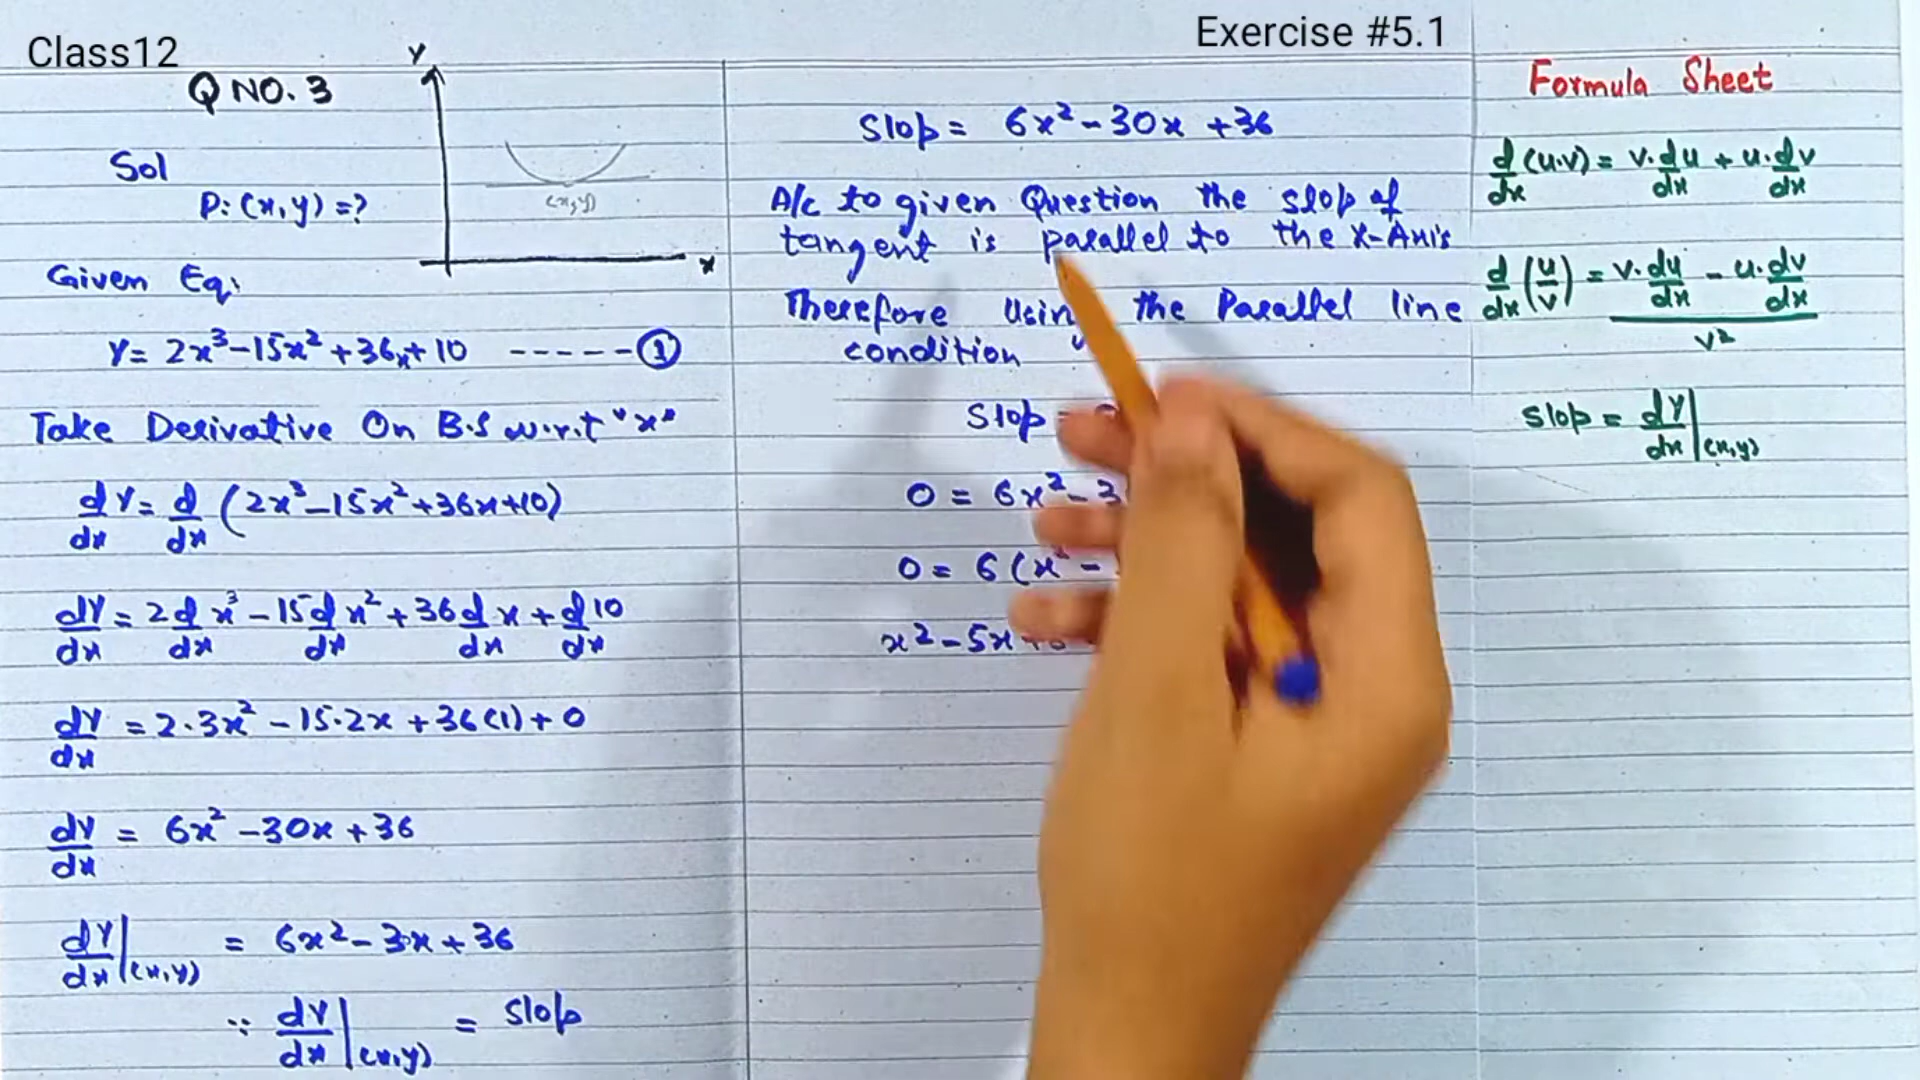 Class12
Exercise #5.1
Q NO. 3
Sol
P: (x,y) = ?
Y
x
(x,y)
Given Eq:
Y = 2x³-15x²+36x+10 ------①
Take Derivative On B.S w.r.t "x"
d/dx Y = d/dx (2x³-15x²+36x+10)
dY/dx = 2 d/dx x³ - 15 d/dx x² + 36 d/dx x + d/dx 10
dY/dx = 2.3x² - 15.2x + 36(1) + 0
dY/dx = 6x² - 30x + 36
dY/dx|(x,y) = 6x² - 3x + 36
∵ dY/dx|(x,y) = Slop
Slop = 6x² - 30x + 36
A/c to given Question the slop of
tangent is parallel to the X-Axis
Therefore Using the Parallel line
condition
Slop =
0 = 6x² - 3
0 = 6(x² -
x² - 5x +
Formula Sheet
d/dx (u.v) = v.du/dx + u.dv/dx
d/dx (u/v) = (v.du/dx - u.dv/dx)/v²
Slop = dY/dx|(x,y)